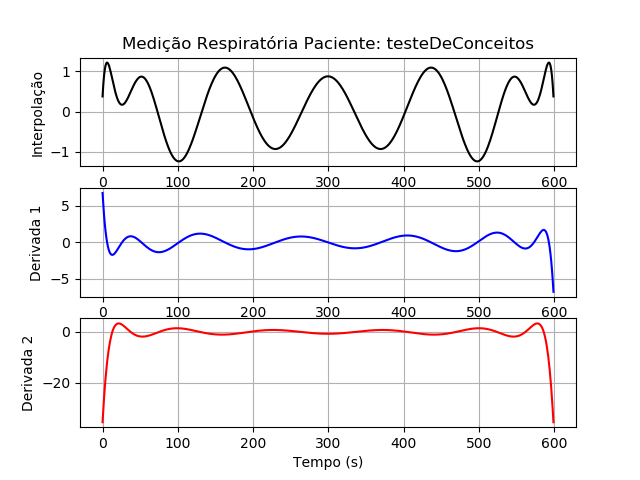 Medição Respiratória Paciente: testeDeConceitos
Interpolação
1
0
−1
0 100 200 300 400 500 600
Derivada 1
5
0
−5
0 100 200 300 400 500 600
Derivada 2
0
−20
0 100 200 300 400 500 600
Tempo (s)